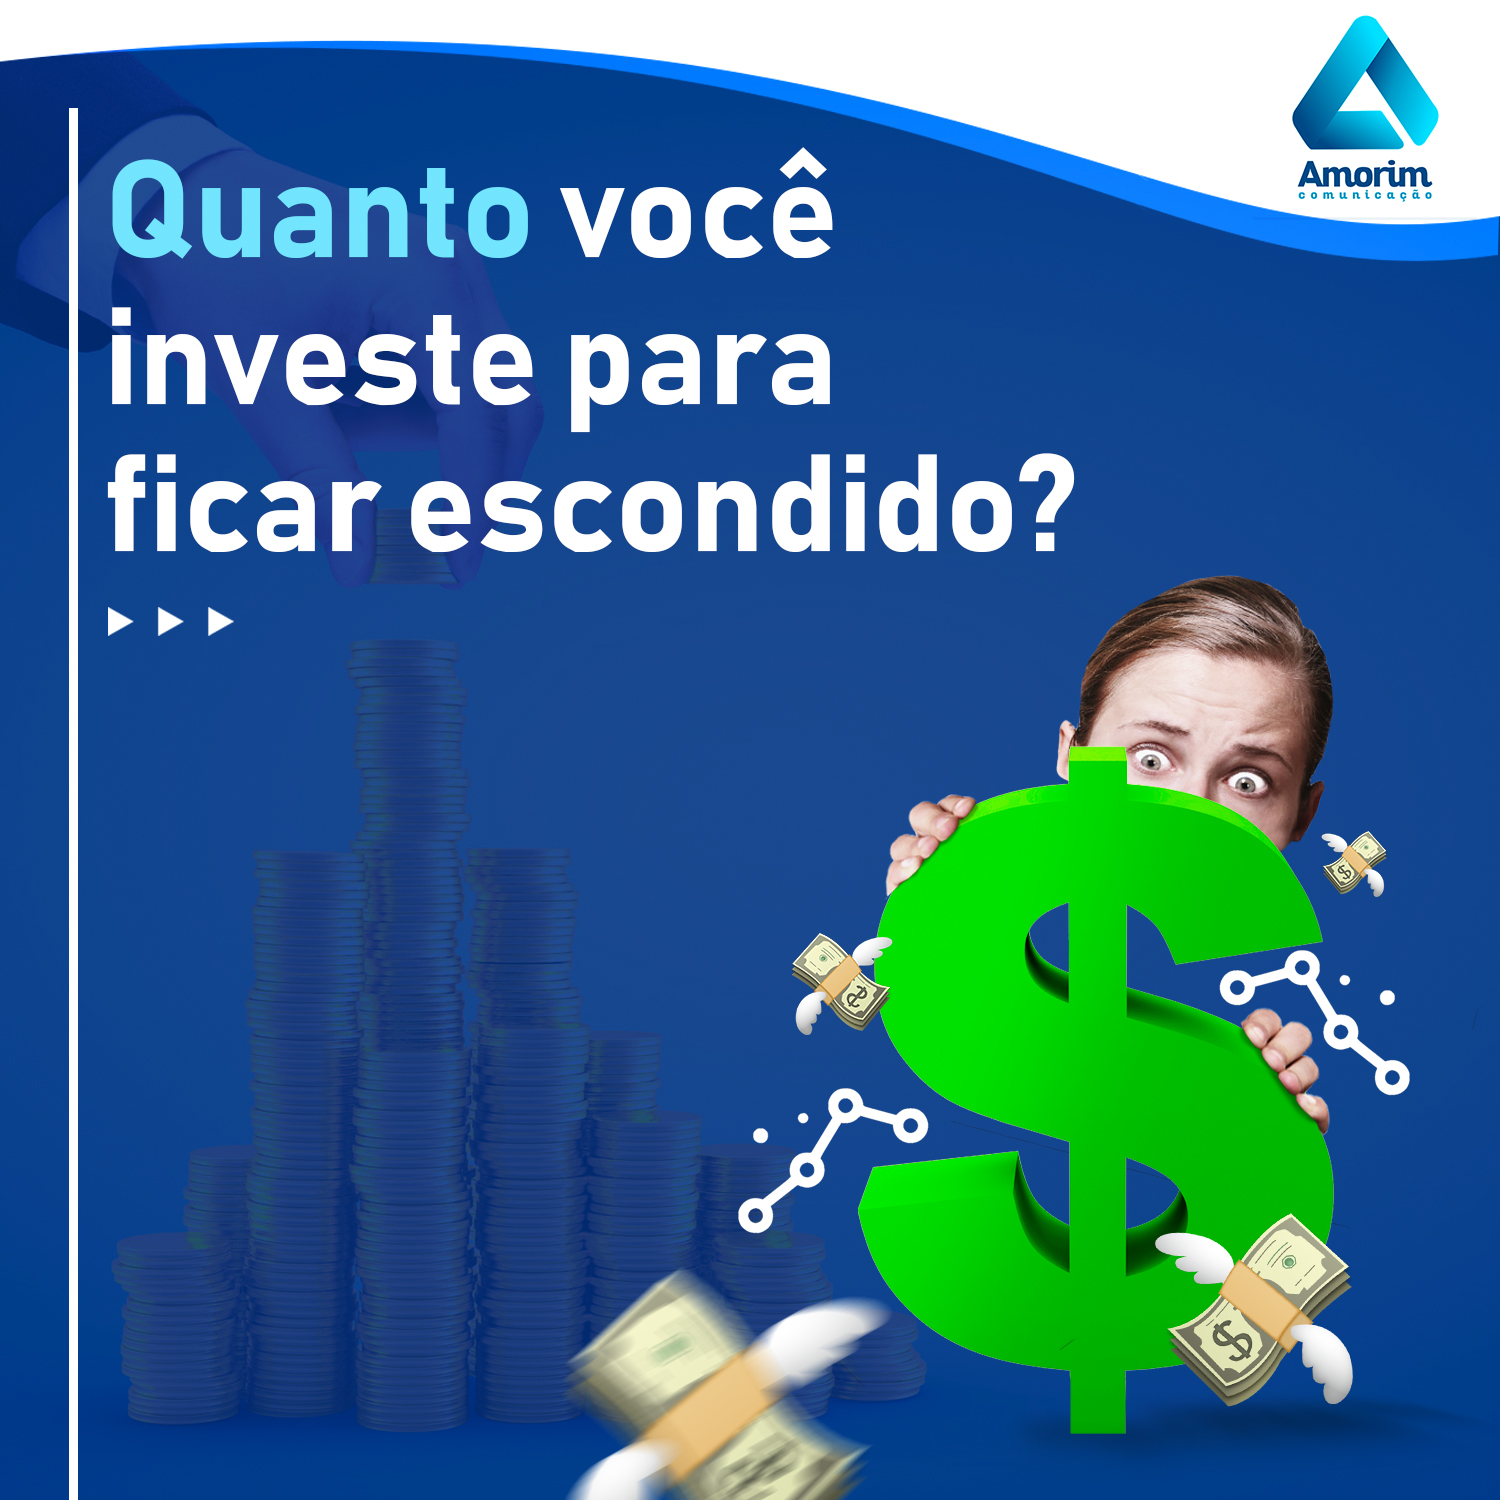 Amorim
comunicação
Quanto você
investe para
ficar escondido?